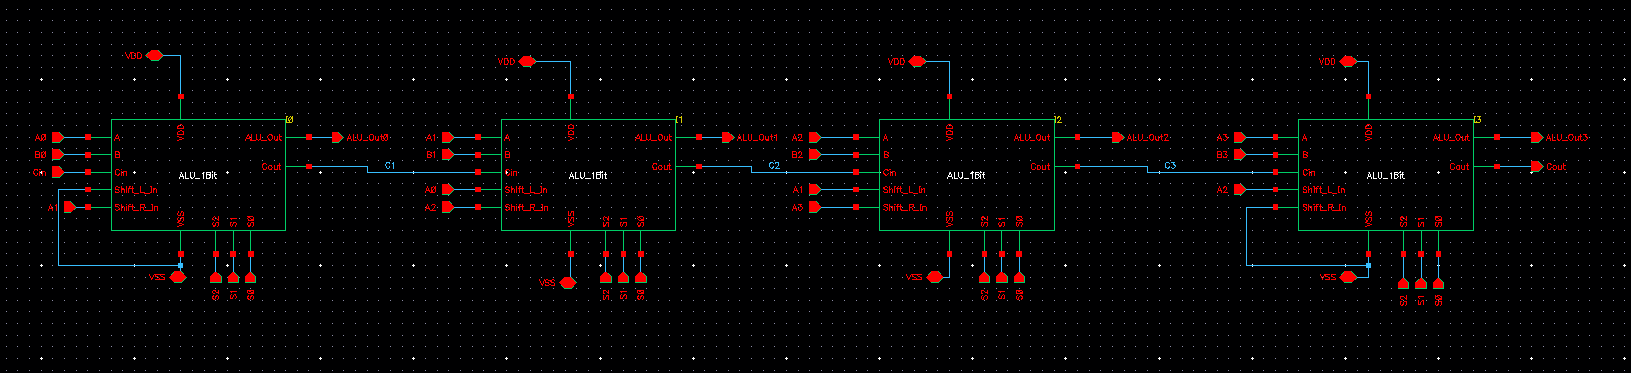 VDD
I0
VDD
A0
A
ALU_Out
ALU_Out0
B0
B
Cin
Cin
Cout
C1
ALU_1Bit
Shift_L_In
A1
Shift_R_In
VSS
S2
S1
S0
VSS
S2
S1
S0
VDD
I1
VDD
A1
A
ALU_Out
ALU_Out1
B1
B
Cin
Cout
C2
ALU_1Bit
A0
Shift_L_In
A2
Shift_R_In
VSS
S2
S1
S0
VSS
S2
S1
S0
VDD
I2
VDD
A2
A
ALU_Out
ALU_Out2
B2
B
Cin
Cout
C3
ALU_1Bit
A1
Shift_L_In
A3
Shift_R_In
VSS
S2
S1
S0
VSS
S2
S1
S0
VDD
I3
VDD
A3
A
ALU_Out
ALU_Out3
B3
B
Cin
Cout
Cout
ALU_1Bit
A2
Shift_L_In
Shift_R_In
VSS
S2
S1
S0
VSS
S2
S1
S0